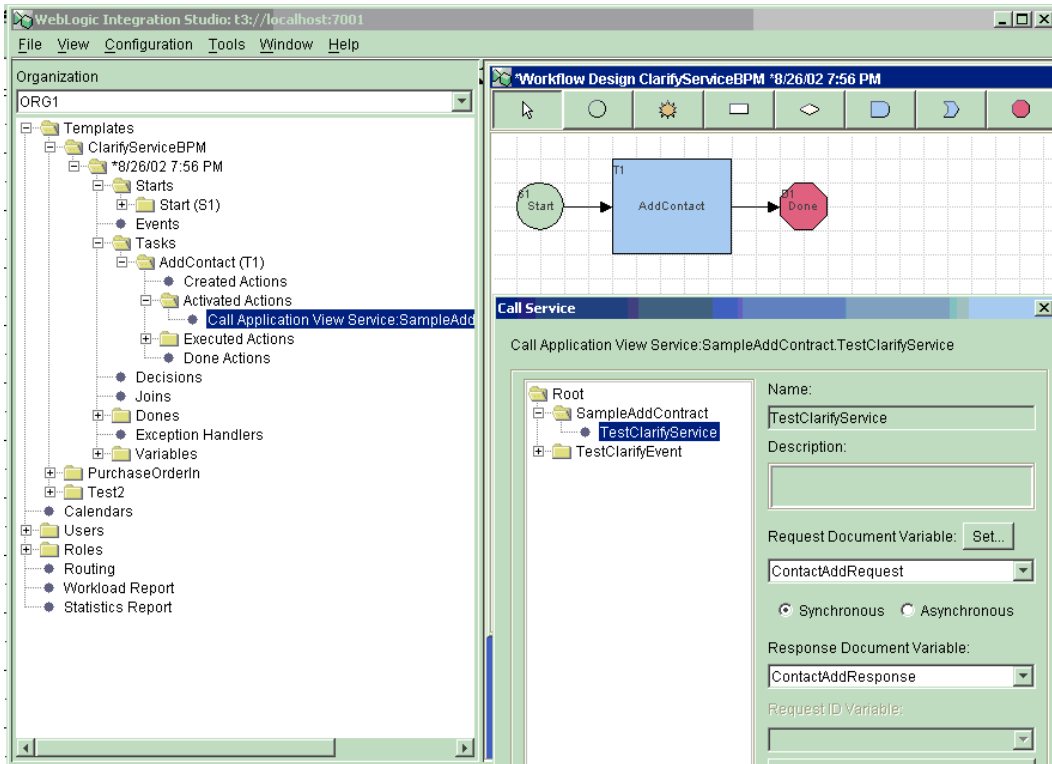 WebLogic Integration Studio: t3://localhost:7001
File View Configuration Tools Window Help
Organization
ORG1
Templates
ClarifyServiceBPM
*8/26/02 7:56 PM
Starts
Start (S1)
Events
Tasks
AddContact (T1)
Created Actions
Activated Actions
Call Application View Service:SampleAdd
Executed Actions
Done Actions
Decisions
Joins
Dones
Exception Handlers
Variables
PurchaseOrderIn
Test2
Calendars
Users
Roles
Routing
Workload Report
Statistics Report
*Workflow Design ClarifyServiceBPM *8/26/02 7:56 PM
S1
Start
T1
AddContact
D1
Done
Call Service
Call Application View Service:SampleAddContract.TestClarifyService
Root
SampleAddContract
TestClarifyService
TestClarifyEvent
Name:
TestClarifyService
Description:
Request Document Variable: Set...
ContactAddRequest
Synchronous Asynchronous
Response Document Variable:
ContactAddResponse
Request ID Variable: